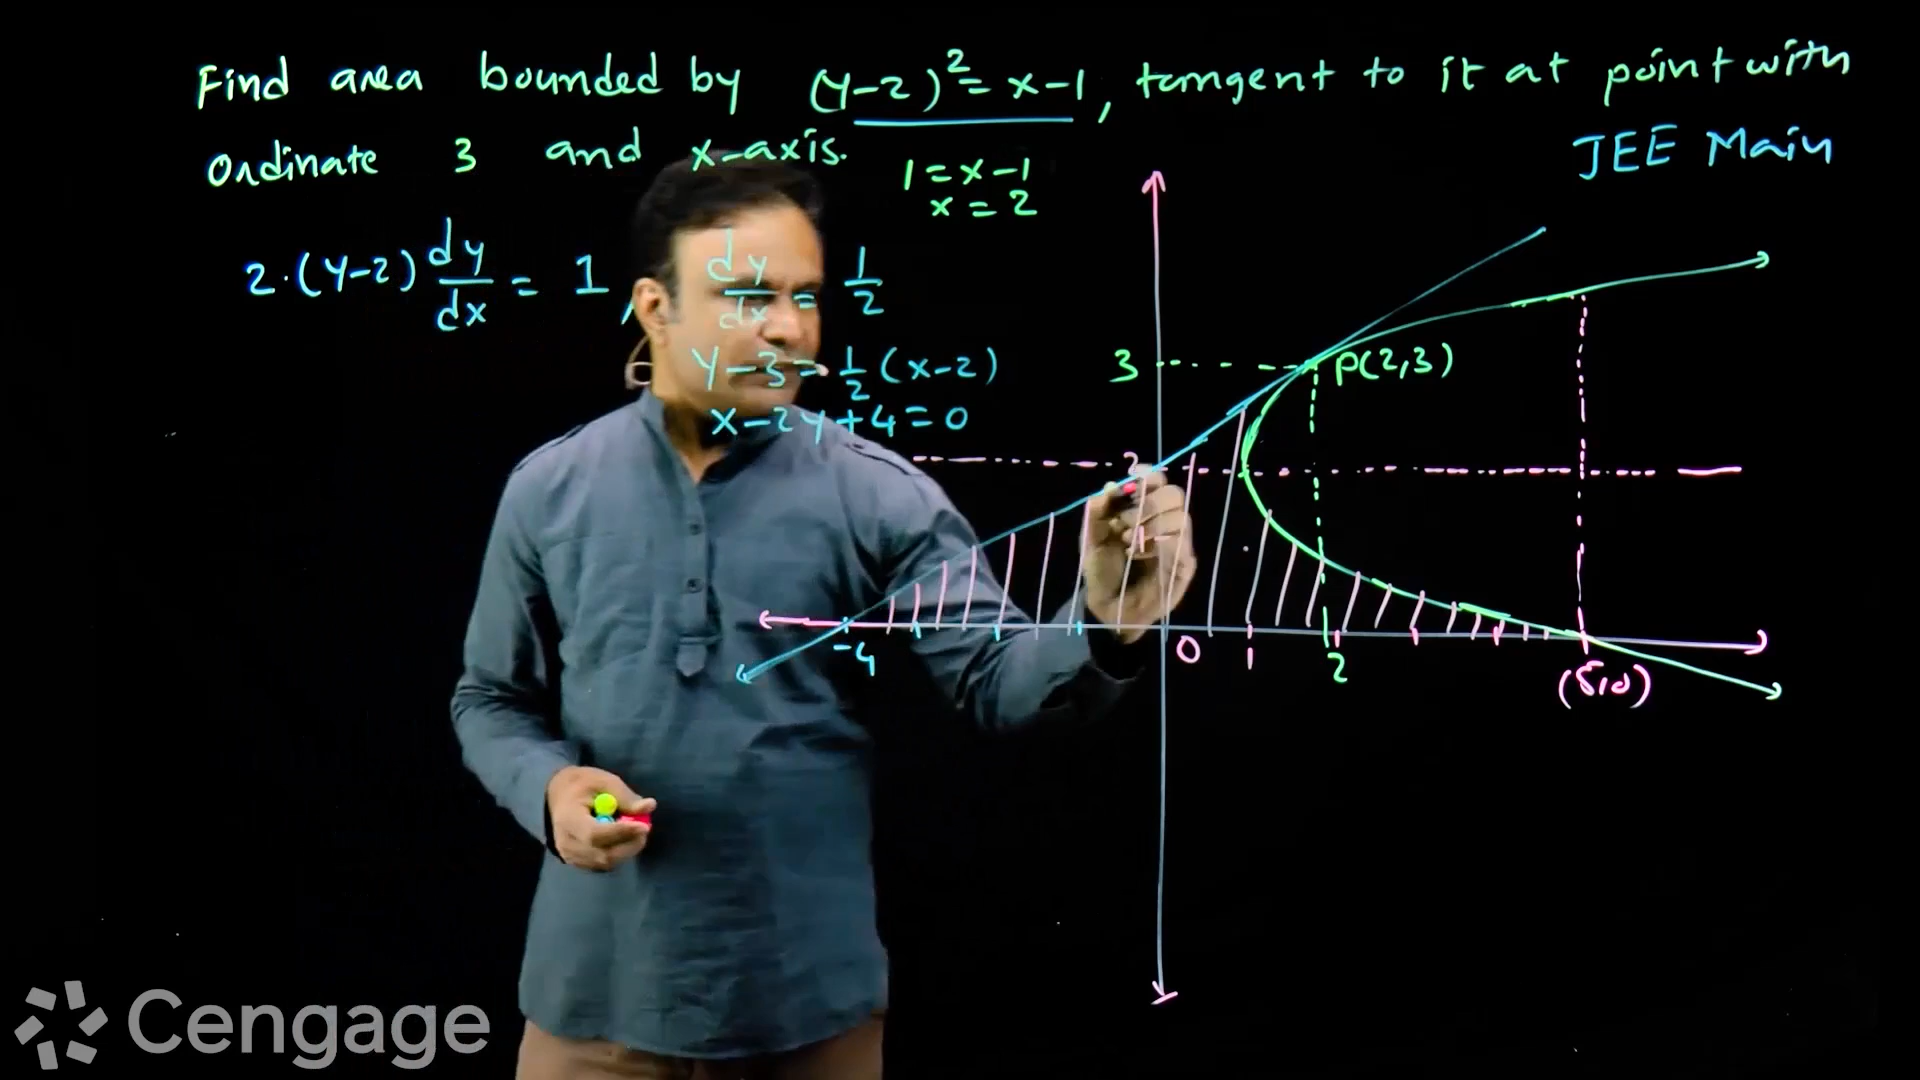 Find area bounded by (y-2)²= x-1, tangent to it at point with
ordinate 3 and x-axis.
JEE Main
1 = x-1
x = 2
2·(y-2) dy/dx = 1, dy/dx = 1/2
y-3 = 1/2 (x-2)
x-2y+4=0
3
P(2,3)
2
1
-4
0
1
2
(5,0)
Cengage